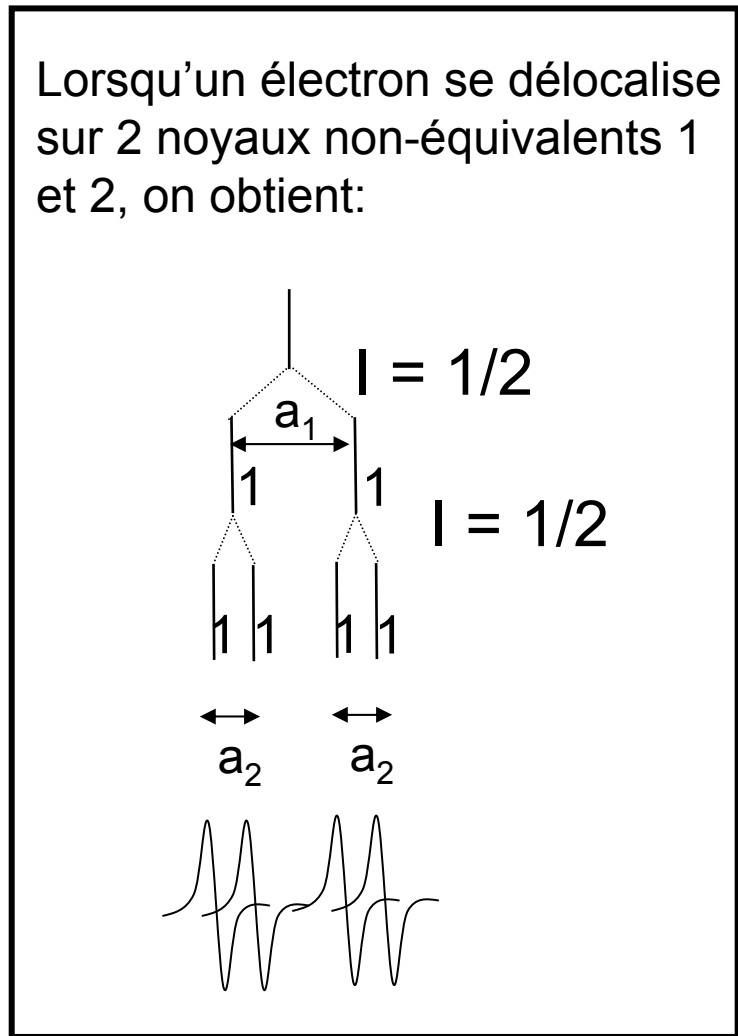 Lorsqu’un électron se délocalise
sur 2 noyaux non-équivalents 1
et 2, on obtient:
I = 1/2
a₁
1 1
I = 1/2
1 1 1 1
a₂ a₂